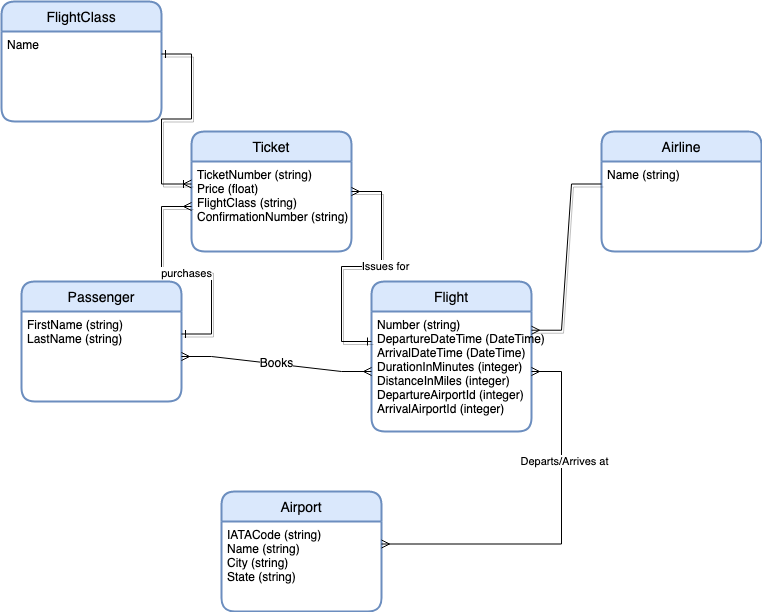 FlightClass
Name
Ticket
TicketNumber (string)
Price (float)
FlightClass (string)
ConfirmationNumber (string)
Airline
Name (string)
Issues for
purchases
Passenger
FirstName (string)
LastName (string)
Books
Flight
Number (string)
DepartureDateTime (DateTime)
ArrivalDateTime (DateTime)
DurationInMinutes (integer)
DistanceInMiles (integer)
DepartureAirportId (integer)
ArrivalAirportId (integer)
Departs/Arrives at
Airport
IATACode (string)
Name (string)
City (string)
State (string)